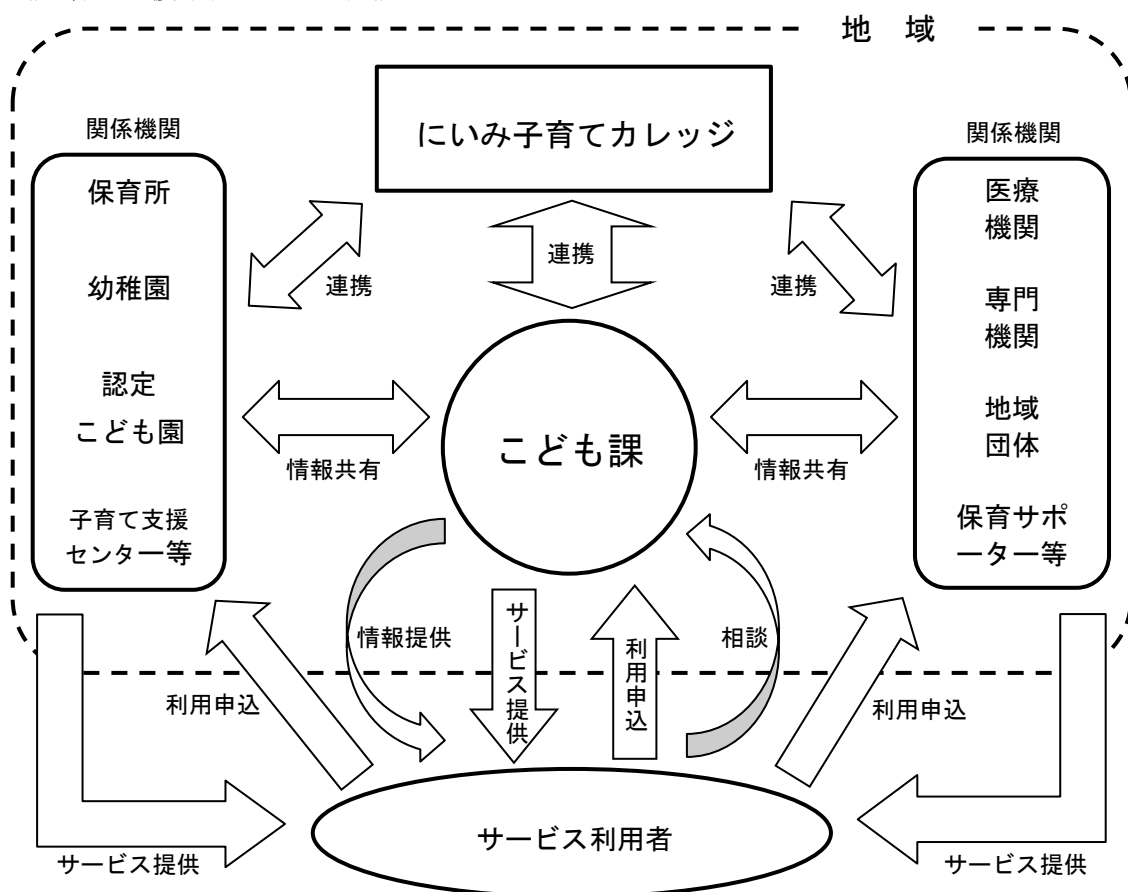 地 域
にいみ子育てカレッジ
関係機関
保育所
幼稚園
認定
こども園
子育て支援
センター等
関係機関
医療
機関
専門
機関
地域
団体
保育サポ
ーター等
連携
連携
連携
こども課
情報共有
情報共有
情報提供
サービス提供
利用申込
相談
利用申込
利用申込
サービス利用者
サービス提供
サービス提供